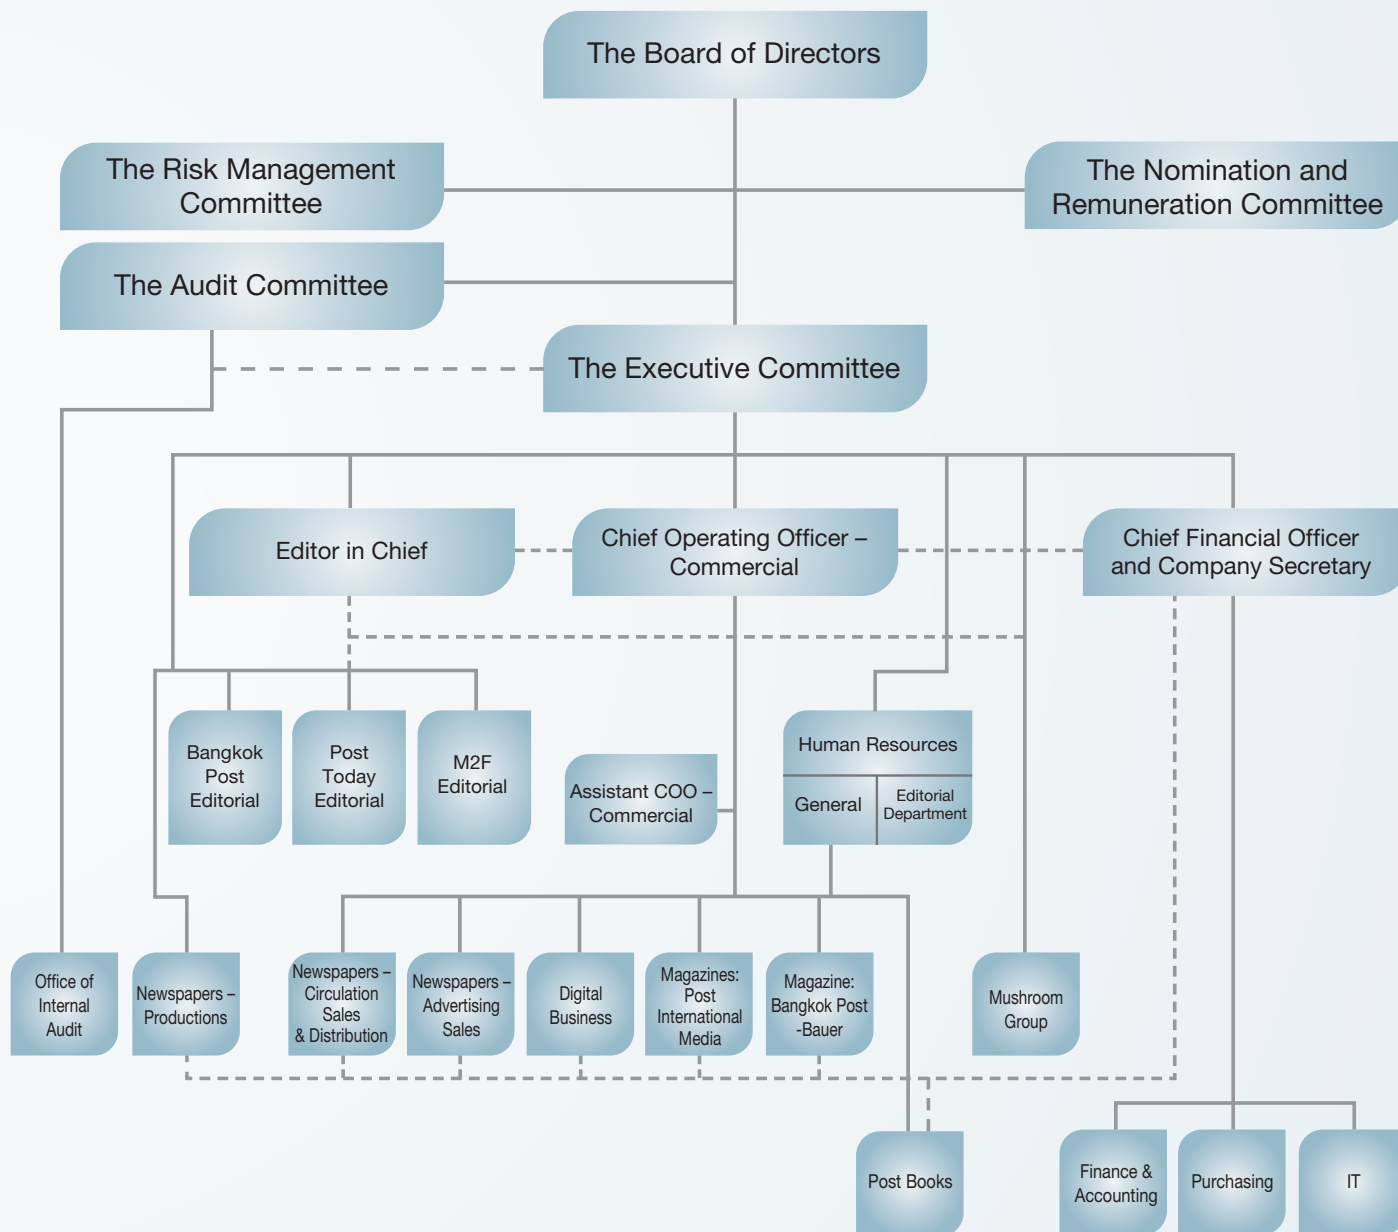 The Board of Directors
The Risk Management
Committee
The Nomination and
Remuneration Committee
The Audit Committee
The Executive Committee
Editor in Chief
Chief Operating Officer –
Commercial
Chief Financial Officer
and Company Secretary
Bangkok
Post
Editorial
Post
Today
Editorial
M2F
Editorial
Assistant COO –
Commercial
Human Resources
General
Editorial
Department
Office of
Internal
Audit
Newspapers –
Productions
Newspapers –
Circulation
Sales
& Distribution
Newspapers –
Advertising
Sales
Digital
Business
Magazines:
Post
International
Media
Magazine:
Bangkok Post
-Bauer
Mushroom
Group
Post Books
Finance &
Accounting
Purchasing
IT